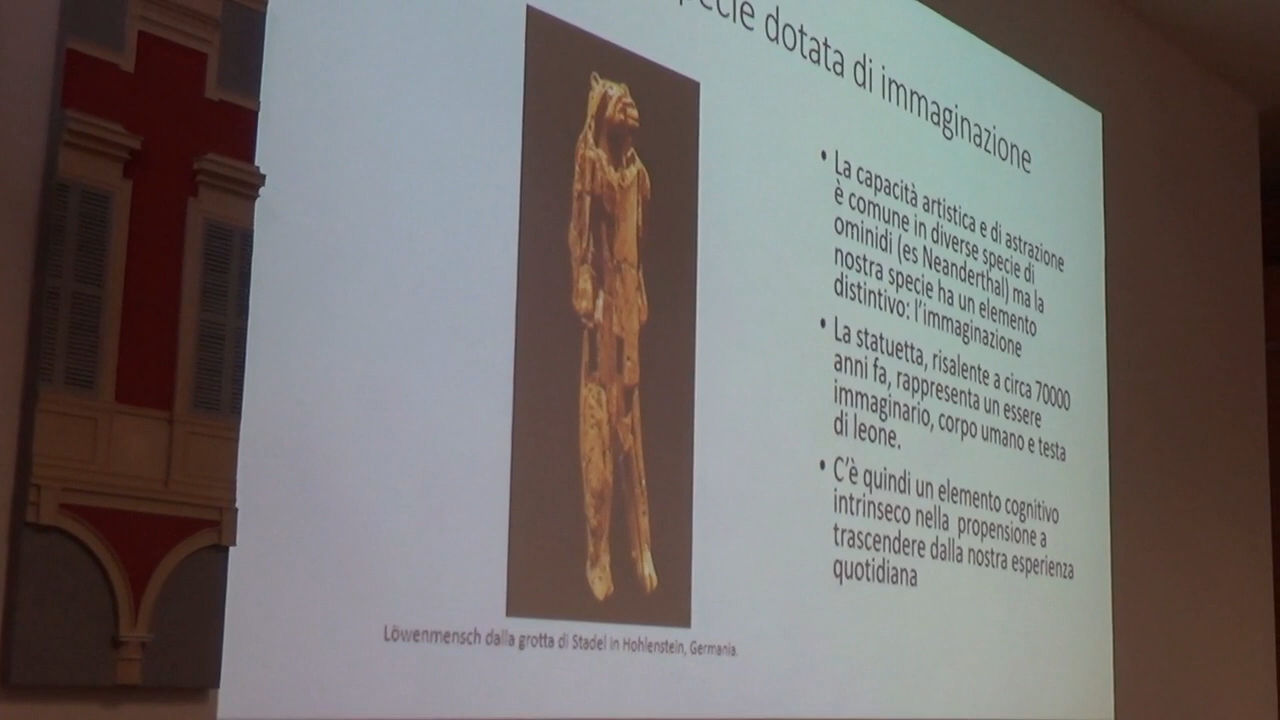 specie dotata di immaginazione
• La capacità artistica e di astrazione
è comune in diverse specie di
ominidi (es Neanderthal) ma la
nostra specie ha un elemento
distintivo: l'immaginazione
• La statuetta, risalente a circa 70000
anni fa, rappresenta un essere
immaginario, corpo umano e testa
di leone.
• C'è quindi un elemento cognitivo
intrinseco nella propensione a
trascendere dalla nostra esperienza
quotidiana
Löwenmensch dalla grotta di Stadel in Hohlenstein, Germania.